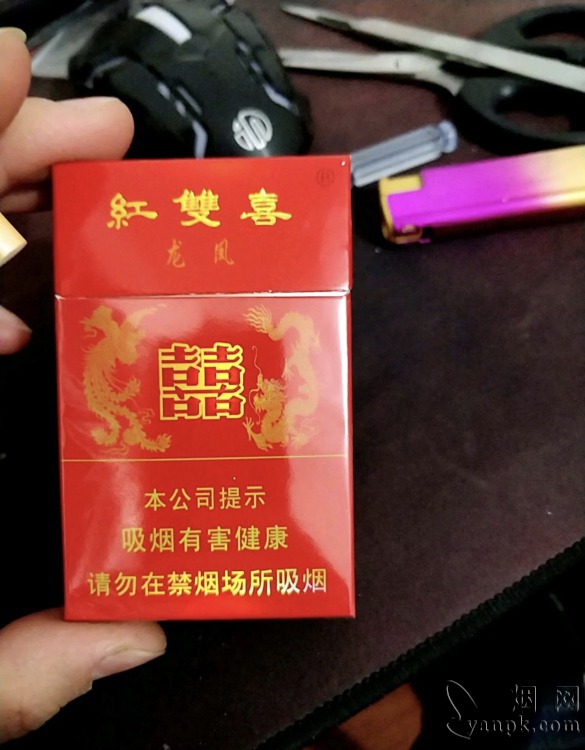 ®
紅雙喜
龙凤
囍
本公司提示
吸烟有害健康
请勿在禁烟场所吸烟
烟网
yanpk.com